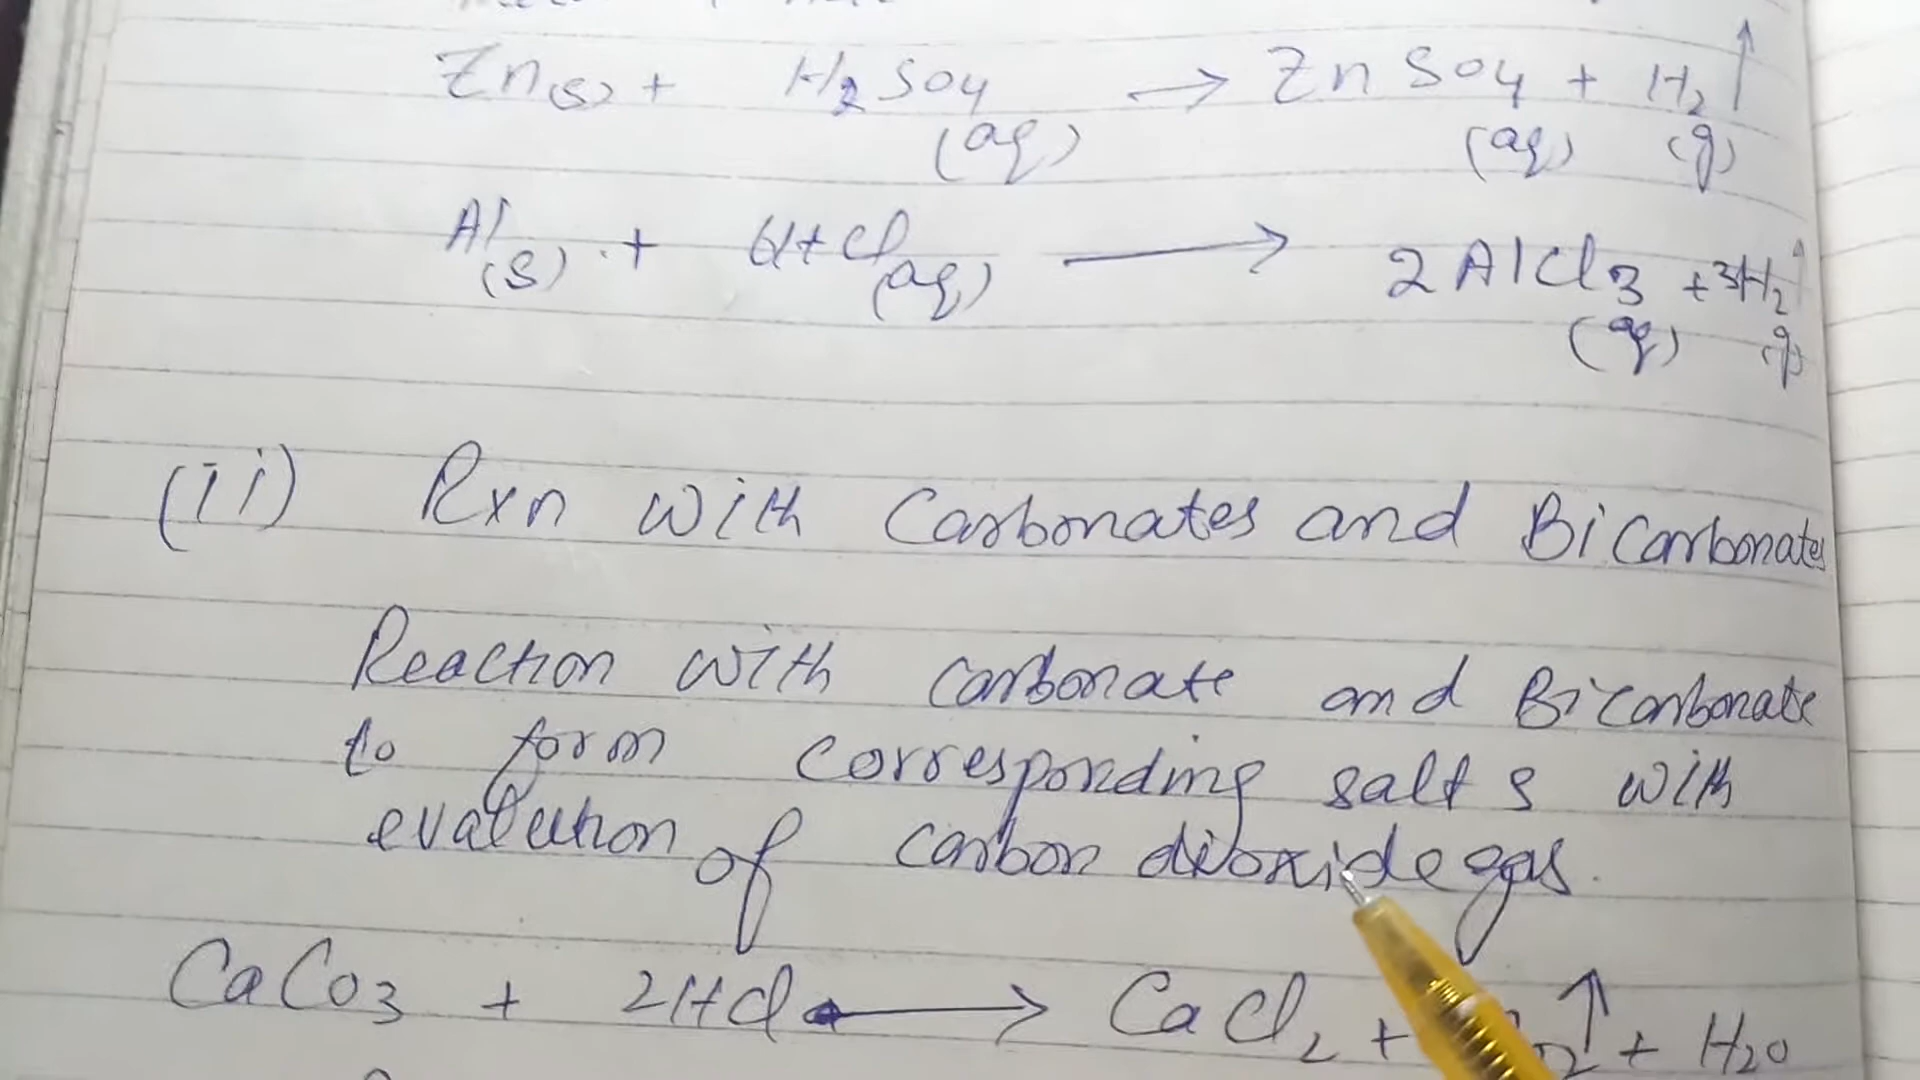 Zn(s) + H2SO4 (aq) → ZnSO4 (aq) + H2↑ (g)
Al(s) + 6HCl(aq) → 2AlCl3 (aq) + 3H2↑ (g)
(ii) Rxn with Carbonates and Bicarbonates
Reaction with carbonate and Bicarbonate
to form corresponding salts with
evalution of carbon dioxide gas.
CaCo3 + 2HCl → CaCl2 + ↑ + H2O